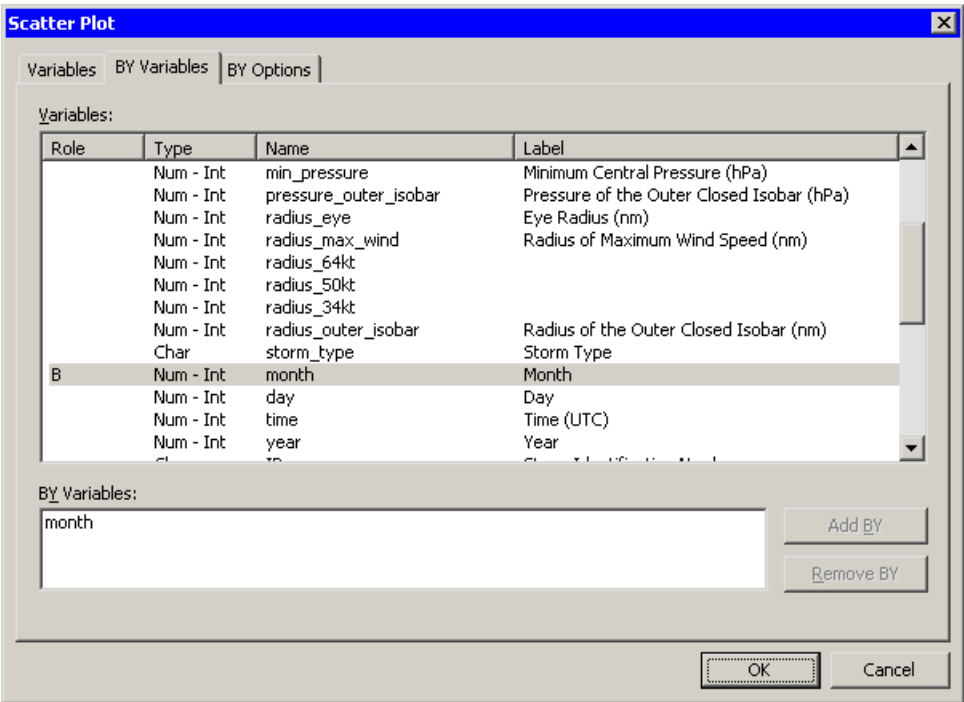 Scatter Plot
Variables BY Variables BY Options
Variables:
Role Type Name Label
Num - Int min_pressure Minimum Central Pressure (hPa)
Num - Int pressure_outer_isobar Pressure of the Outer Closed Isobar (hPa)
Num - Int radius_eye Eye Radius (nm)
Num - Int radius_max_wind Radius of Maximum Wind Speed (nm)
Num - Int radius_64kt
Num - Int radius_50kt
Num - Int radius_34kt
Num - Int radius_outer_isobar Radius of the Outer Closed Isobar (nm)
Char storm_type Storm Type
B Num - Int month Month
Num - Int day Day
Num - Int time Time (UTC)
Num - Int year Year
BY Variables:
month
Add BY
Remove BY
OK Cancel